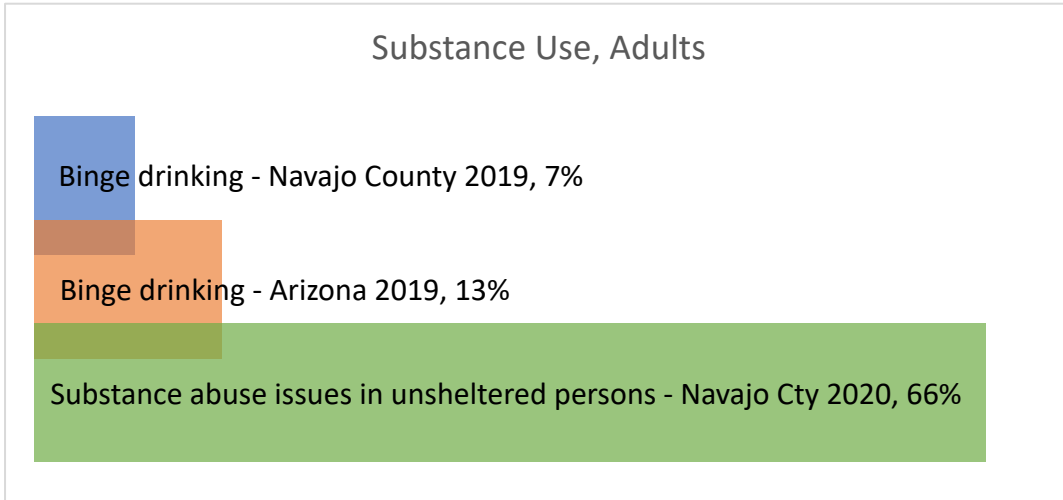 Substance Use, Adults
Binge drinking - Navajo County 2019, 7%
Binge drinking - Arizona 2019, 13%
Substance abuse issues in unsheltered persons - Navajo Cty 2020, 66%